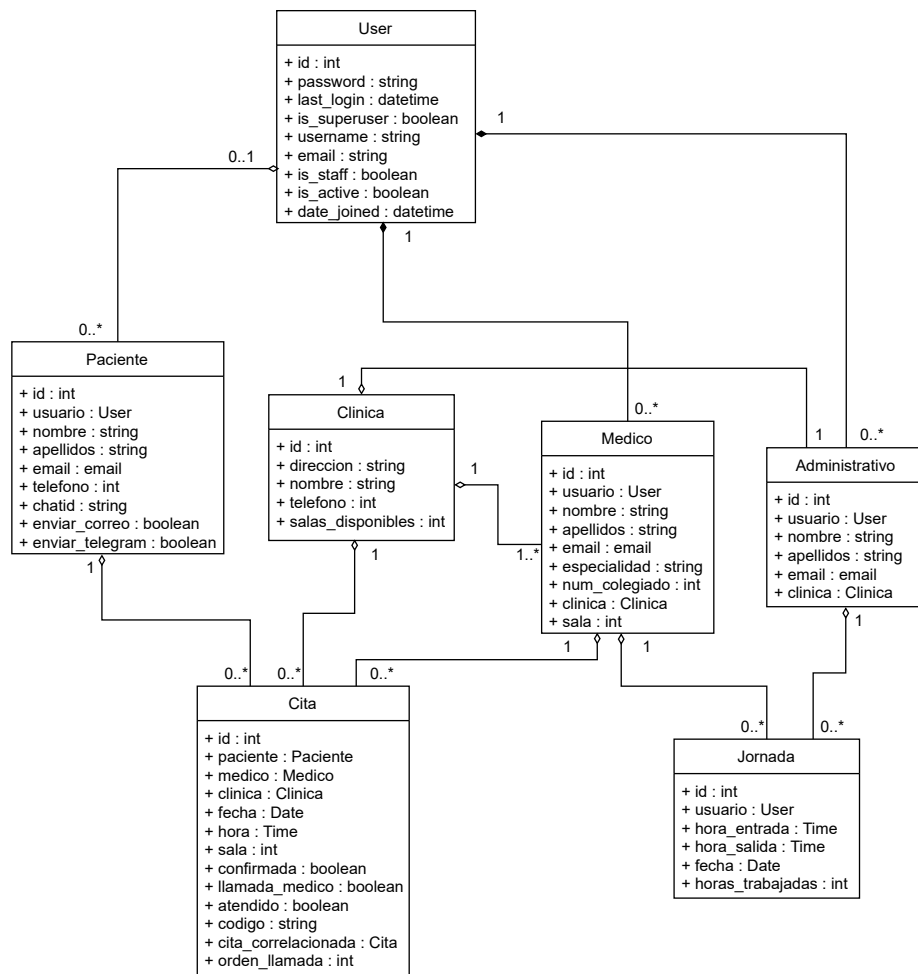 User
+ id : int
+ password : string
+ last_login : datetime
+ is_superuser : boolean
+ username : string
+ email : string
+ is_staff : boolean
+ is_active : boolean
+ date_joined : datetime
1
0..1
1
0..*
Paciente
+ id : int
+ usuario : User
+ nombre : string
+ apellidos : string
+ email : email
+ telefono : int
+ chatid : string
+ enviar_correo : boolean
+ enviar_telegram : boolean
1
1
Clinica
+ id : int
+ direccion : string
+ nombre : string
+ telefono : int
+ salas_disponibles : int
1
1
1..*
0..*
Medico
+ id : int
+ usuario : User
+ nombre : string
+ apellidos : string
+ email : email
+ especialidad : string
+ num_colegiado : int
+ clinica : Clinica
+ sala : int
1
1
1
0..*
Administrativo
+ id : int
+ usuario : User
+ nombre : string
+ apellidos : string
+ email : email
+ clinica : Clinica
1
0..*
0..*
0..*
Cita
+ id : int
+ paciente : Paciente
+ medico : Medico
+ clinica : Clinica
+ fecha : Date
+ hora : Time
+ sala : int
+ confirmada : boolean
+ llamada_medico : boolean
+ atendido : boolean
+ codigo : string
+ cita_correlacionada : Cita
+ orden_llamada : int
0..*
0..*
Jornada
+ id : int
+ usuario : User
+ hora_entrada : Time
+ hora_salida : Time
+ fecha : Date
+ horas_trabajadas : int